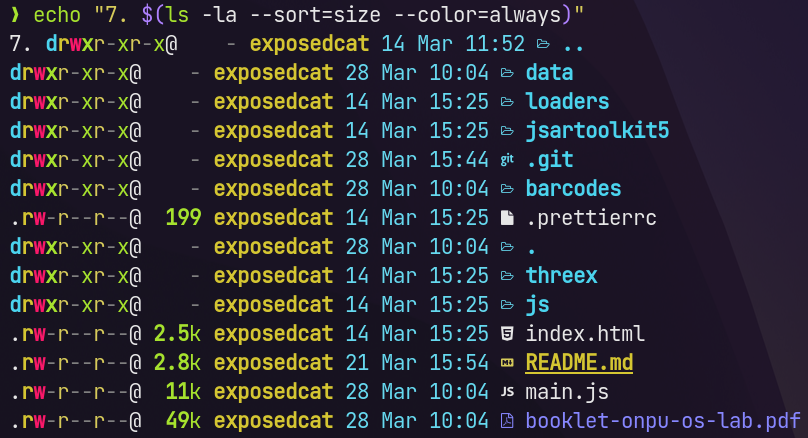 ❯ echo "7. $(ls -la --sort=size --color=always)"
7. drwxr-xr-x@    - exposedcat 14 Mar 11:52 ..
drwxr-xr-x@    - exposedcat 28 Mar 10:04 data
drwxr-xr-x@    - exposedcat 14 Mar 15:25 loaders
drwxr-xr-x@    - exposedcat 14 Mar 15:25 jsartoolkit5
drwxr-xr-x@    - exposedcat 28 Mar 15:44 git .git
drwxr-xr-x@    - exposedcat 28 Mar 10:04 barcodes
.rw-r--r--@  199 exposedcat 14 Mar 15:25 .prettierrc
drwxr-xr-x@    - exposedcat 28 Mar 10:04 .
drwxr-xr-x@    - exposedcat 14 Mar 15:25 threex
drwxr-xr-x@    - exposedcat 14 Mar 15:25 js
.rw-r--r--@ 2.5k exposedcat 14 Mar 15:25 index.html
.rw-r--r--@ 2.8k exposedcat 21 Mar 15:54 README.md
.rw-r--r--@  11k exposedcat 28 Mar 10:04 JS main.js
.rw-r--r--@  49k exposedcat 28 Mar 10:04 booklet-onpu-os-lab.pdf